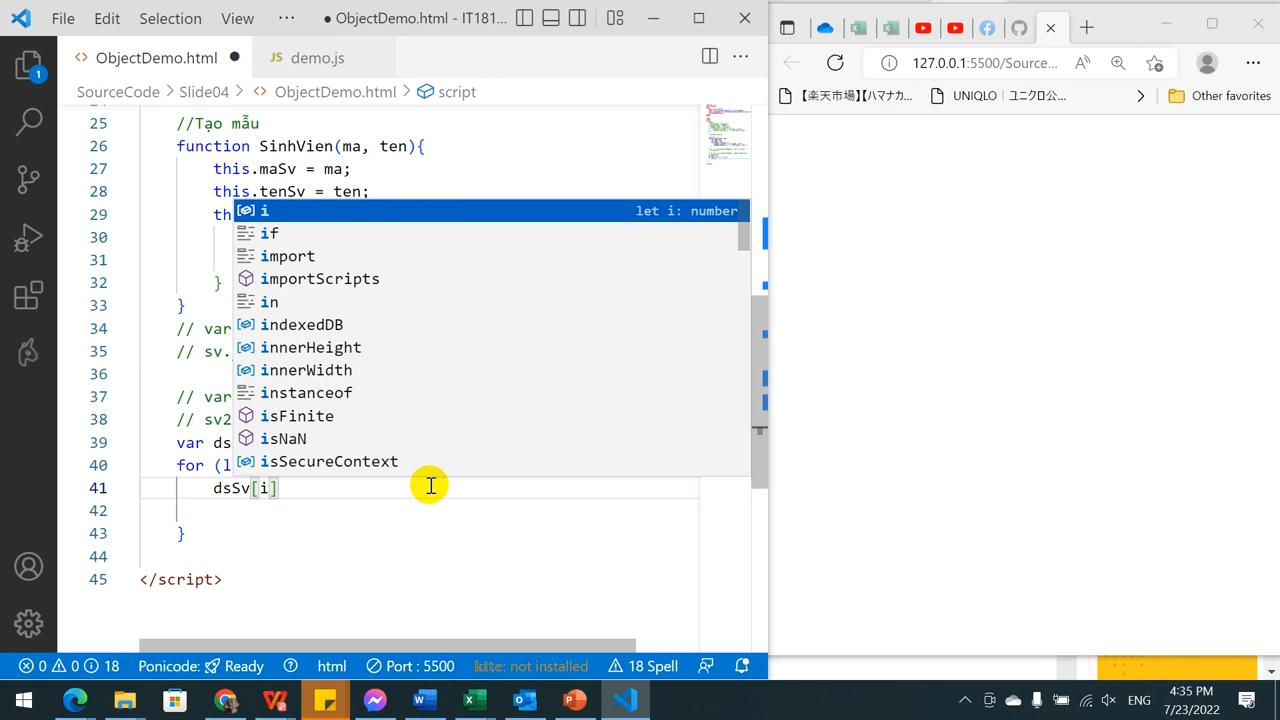 File Edit Selection View ··· ● ObjectDemo.html - IT181...
ObjectDemo.html ●
JS demo.js
SourceCode > Slide04 > ObjectDemo.html > script
25 //Tạo mẫu
26 function SinhVien(ma, ten){
27 this.maSv = ma;
28 this.tenSv = ten;
29 th
30
31
32 }
33 }
34 // var
35 // sv.
36
37 // var
38 // sv2
39 var ds
40 for (l
41 dsSv[i]
42
43 }
44
45 </script>
i let i: number
if
import
importScripts
in
indexedDB
innerHeight
innerWidth
instanceof
isFinite
isNaN
isSecureContext
1
0 0 18 Ponicode: Ready html Port : 5500 kite: not installed 18 Spell
127.0.0.1:5500/Source...
【楽天市場】【ハマナカ...
UNIQLO｜ユニクロ公...
Other favorites
ENG
4:35 PM
7/23/2022